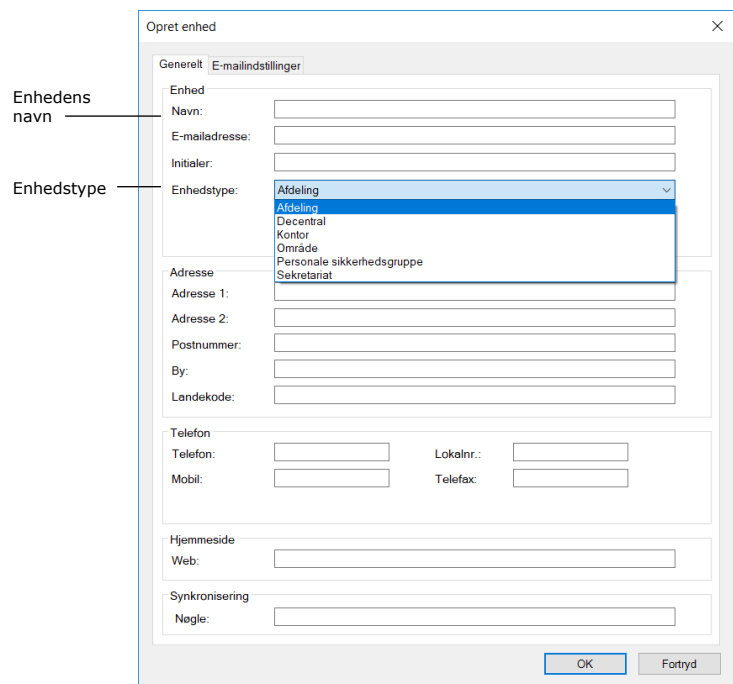 Opret enhed
Generelt
E-mailindstillinger
Enhed
Enhedens
navn
Navn:
E-mailadresse:
Initialer:
Enhedstype
Enhedstype:
Afdeling
Afdeling
Decentral
Kontor
Område
Personale sikkerhedsgruppe
Sekretariat
Adresse
Adresse 1:
Adresse 2:
Postnummer:
By:
Landekode:
Telefon
Telefon:
Lokalnr.:
Mobil:
Telefax:
Hjemmeside
Web:
Synkronisering
Nøgle:
OK
Fortryd